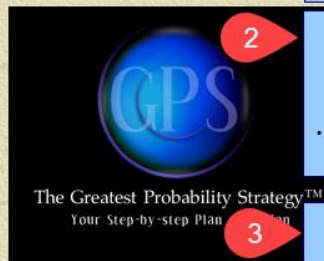 2
GPS
The Greatest Probability Strategy™
Your Step-by-step Plan
3